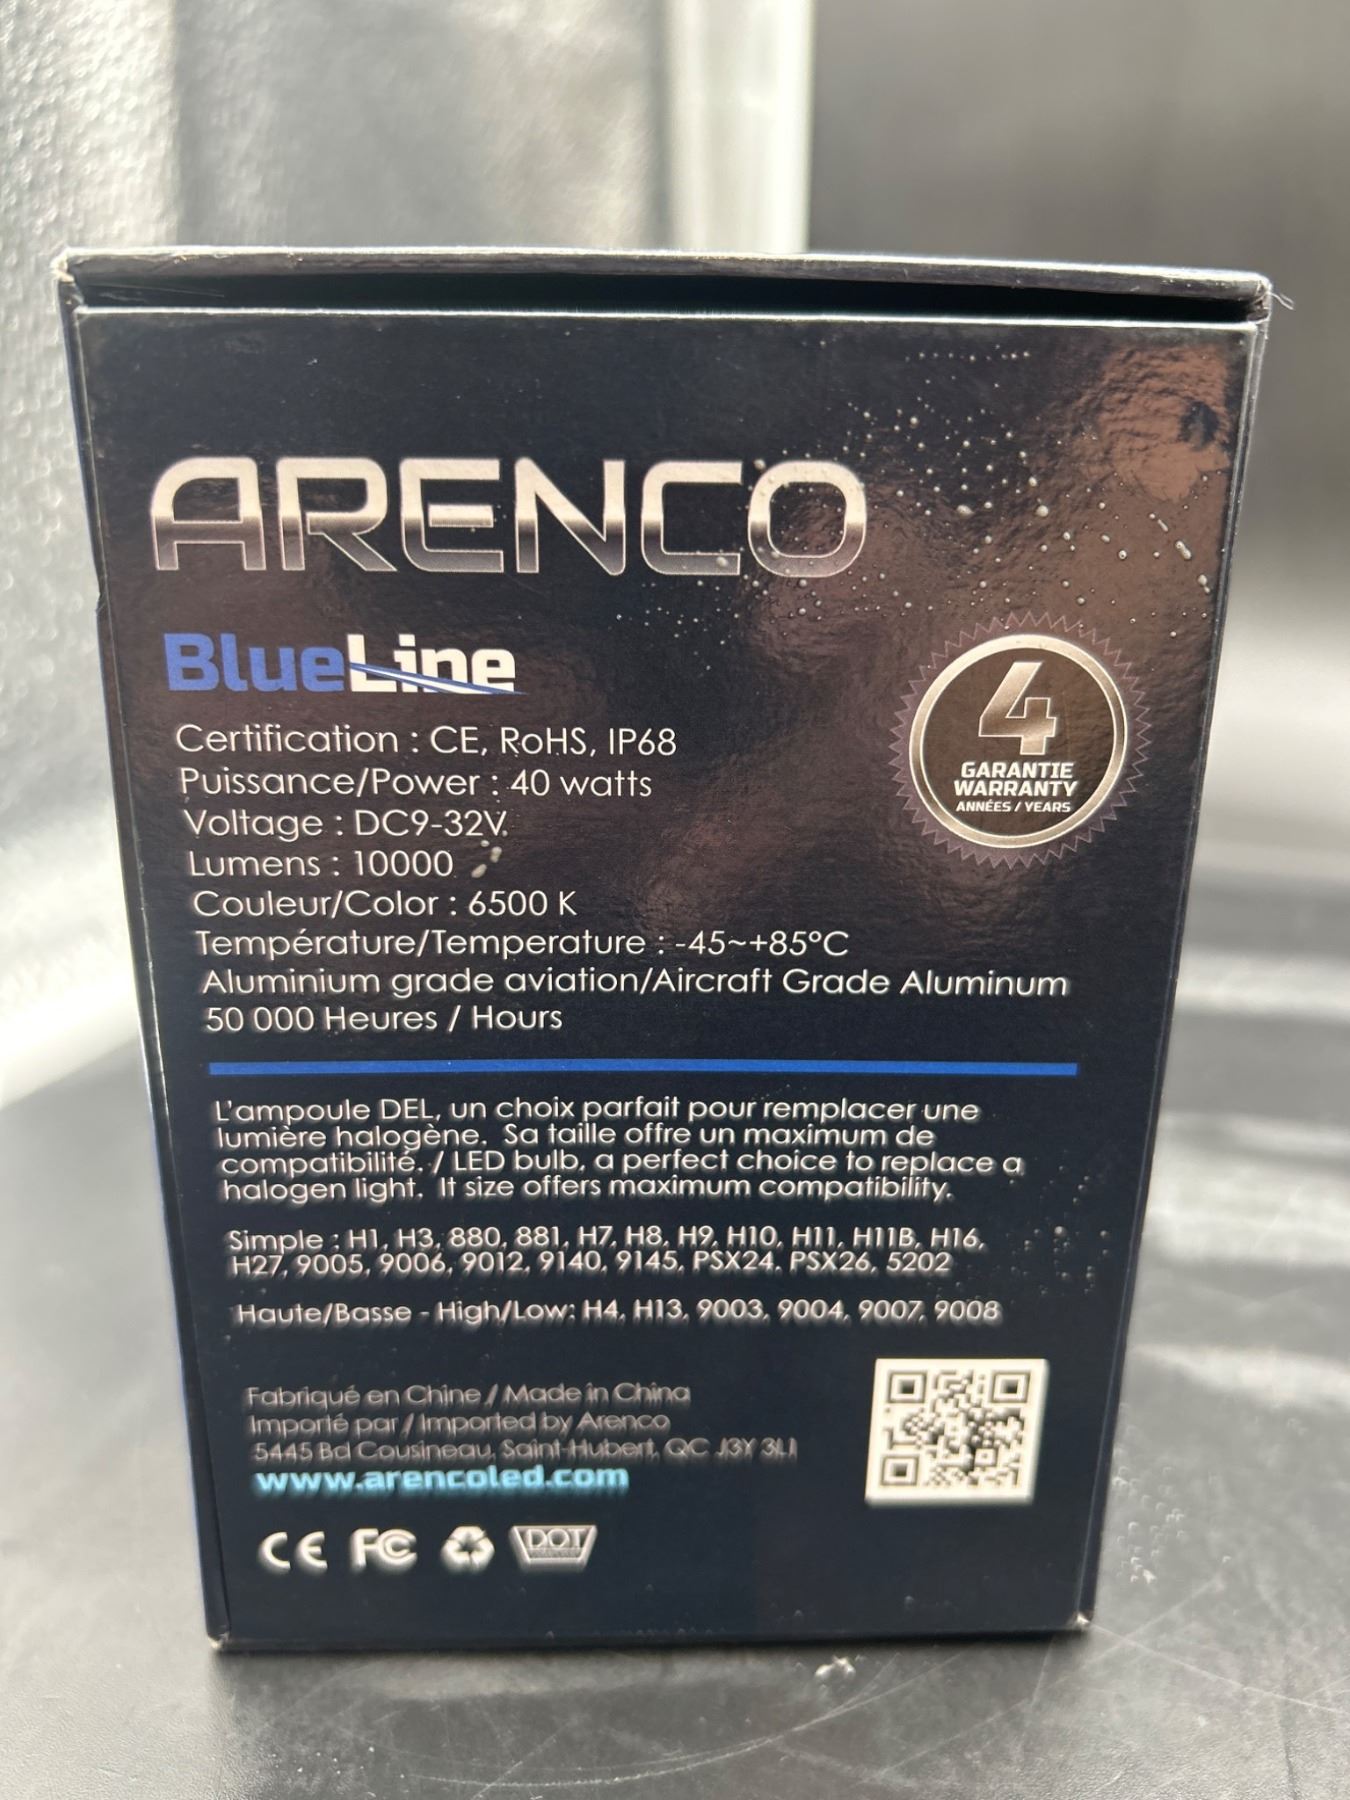 ARENCO
BlueLine
Certification : CE, RoHS, IP68
Puissance/Power : 40 watts
Voltage : DC9-32V
Lumens : 10000
Couleur/Color : 6500 K
Température/Temperature : -45~+85°C
Aluminium grade aviation/Aircraft Grade Aluminum
50 000 Heures / Hours
4
GARANTIE
WARRANTY
ANNÉES / YEARS
L'ampoule DEL, un choix parfait pour remplacer une
lumière halogène. Sa taille offre un maximum de
compatibilité. / LED bulb, a perfect choice to replace a
halogen light. It size offers maximum compatibility.
Simple : H1, H3, 880, 881, H7, H8, H9, H10, H11, H11B, H16,
H27, 9005, 9006, 9012, 9140, 9145, PSX24, PSX26, 5202
Haute/Basse - High/Low: H4, H13, 9003, 9004, 9007, 9008
Fabriqué en Chine / Made in China
Importé par / Imported by Arenco
5445 Bd Cousineau, Saint-Hubert, QC J3Y 3L1
www.arencoled.com
CE FC DOT